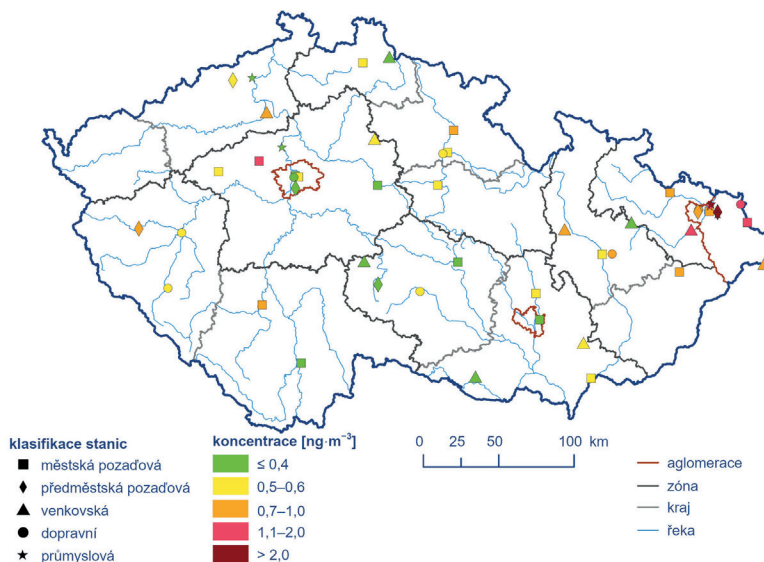 klasifikace stanic
městská pozaďová
předměstská pozaďová
venkovská
dopravní
průmyslová
koncentrace [ng·m⁻³]
≤ 0,4
0,5–0,6
0,7–1,0
1,1–2,0
> 2,0
0 25 50 100 km
aglomerace
zóna
kraj
řeka